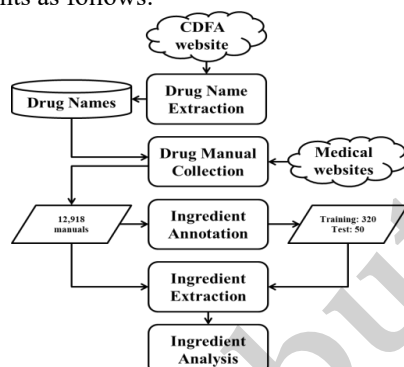 nts as follows:
CDFA
website
Drug Names
Drug Name
Extraction
Drug Manual
Collection
Medical
websites
12,918
manuals
Ingredient
Annotation
Training: 320
Test: 50
Ingredient
Extraction
Ingredient
Analysis